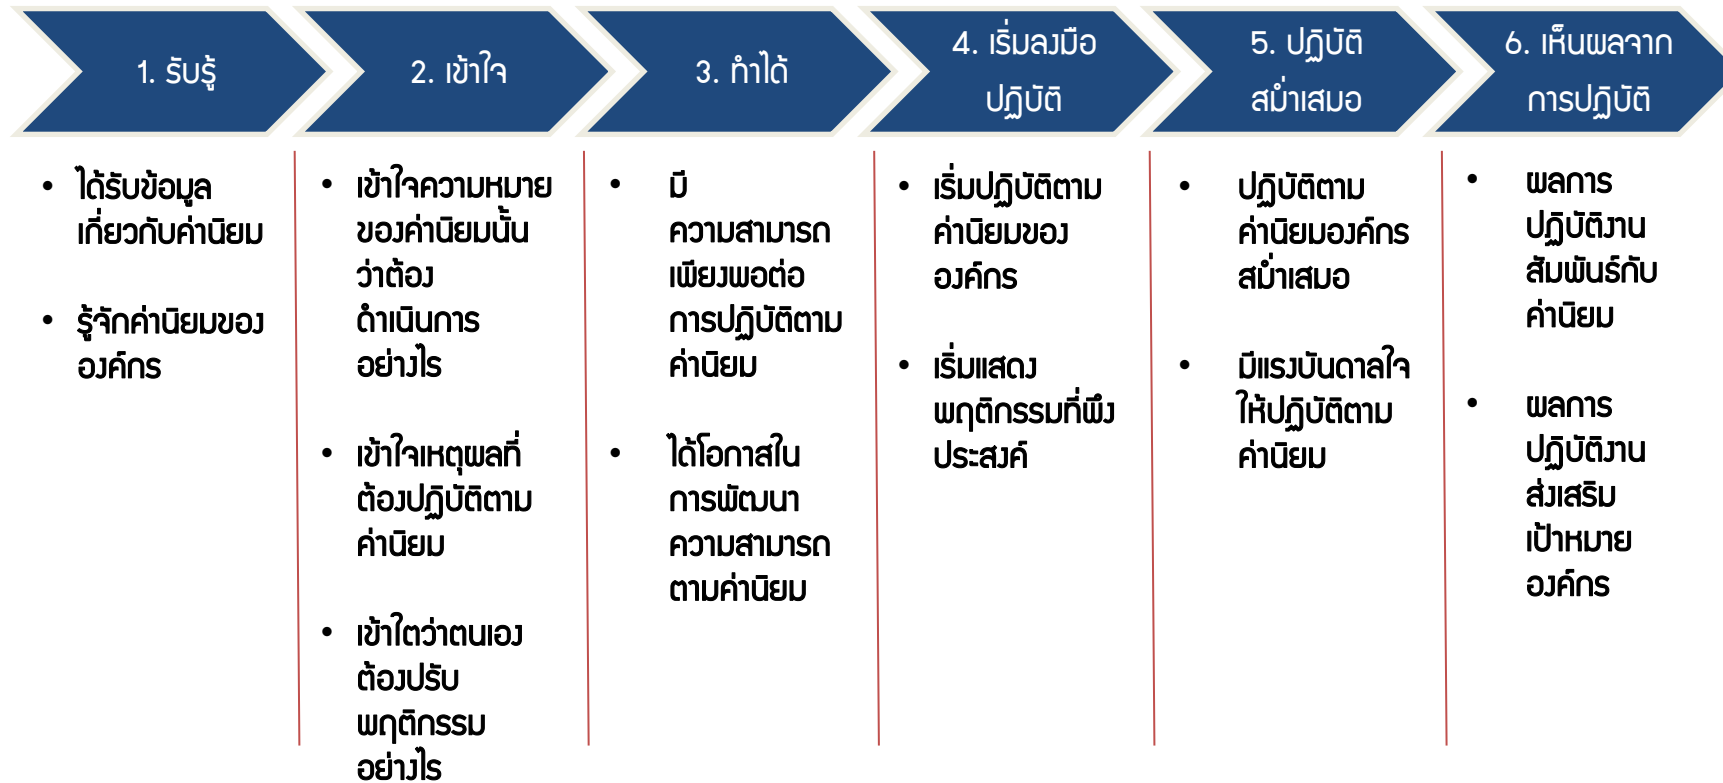 1. รับรู้
2. เข้าใจ
3. ทำได้
4. เริ่มลงมือ
ปฏิบัติ
5. ปฏิบัติ
สม่ำเสมอ
6. เห็นผลจาก
การปฏิบัติ
• ได้รับข้อมูล
เกี่ยวกับค่านิยม
• รู้จักค่านิยมของ
องค์กร
• เข้าใจความหมาย
ของค่านิยมนั้น
ว่าต้อง
ดำเนินการ
อย่างไร
• เข้าใจเหตุผลที่
ต้องปฏิบัติตาม
ค่านิยม
• เข้าใตว่าตนเอง
ต้องปรับ
พฤติกรรม
อย่างไร
• มี
ความสามารถ
เพียงพอต่อ
การปฏิบัติตาม
ค่านิยม
• ได้โอกาสใน
การพัฒนา
ความสามารถ
ตามค่านิยม
• เริ่มปฏิบัติตาม
ค่านิยมของ
องค์กร
• เริ่มแสดง
พฤติกรรมที่พึง
ประสงค์
• ปฏิบัติตาม
ค่านิยมองค์กร
สม่ำเสมอ
• มีแรงบันดาลใจ
ให้ปฏิบัติตาม
ค่านิยม
• ผลการ
ปฏิบัติงาน
สัมพันธ์กับ
ค่านิยม
• ผลการ
ปฏิบัติงาน
ส่งเสริม
เป้าหมาย
องค์กร